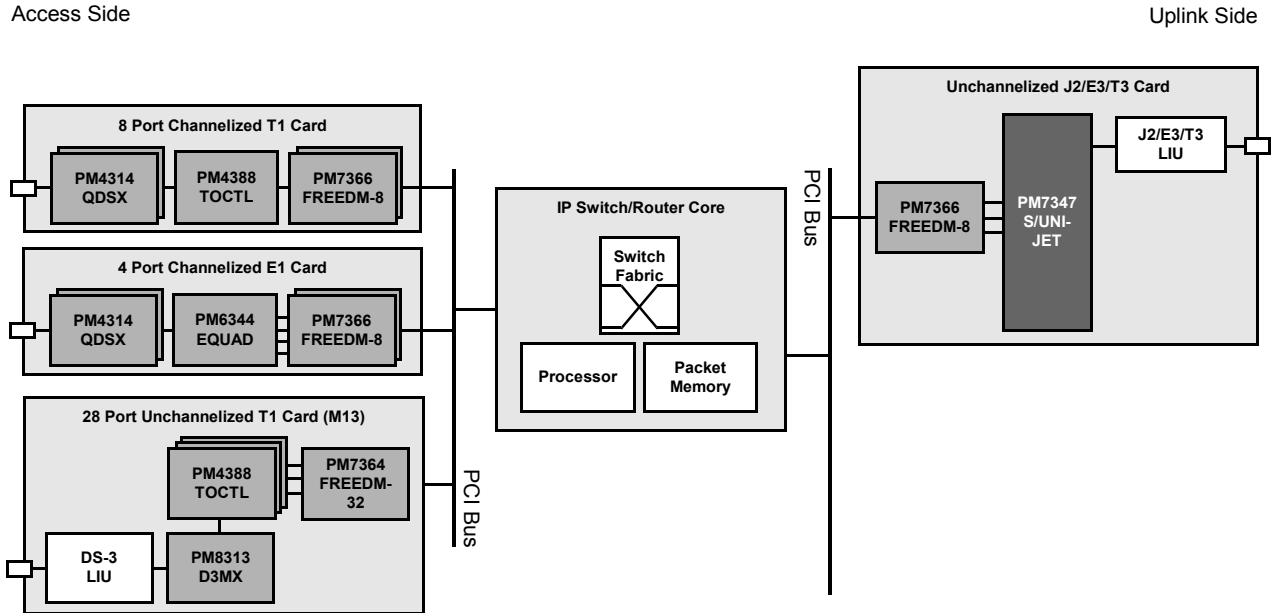 Access Side
Uplink Side
8 Port Channelized T1 Card
PM4314
QDSX
PM4388
TOCTL
PM7366
FREEDM-8
4 Port Channelized E1 Card
PM4314
QDSX
PM6344
EQUAD
PM7366
FREEDM-8
28 Port Unchannelized T1 Card (M13)
PM4388
TOCTL
PM7364
FREEDM-
32
DS-3
LIU
PM8313
D3MX
PCI Bus
IP Switch/Router Core
Switch
Fabric
Processor
Packet
Memory
PCI Bus
Unchannelized J2/E3/T3 Card
PM7366
FREEDM-8
PM7347
S/UNI-
JET
J2/E3/T3
LIU